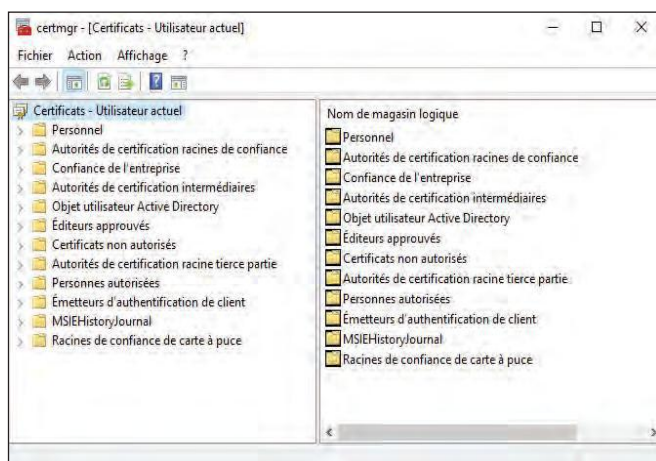 certmgr - [Certificats - Utilisateur actuel]
Fichier Action Affichage ?
Certificats - Utilisateur actuel
Personnel
Autorités de certification racines de confiance
Confiance de l'entreprise
Autorités de certification intermédiaires
Objet utilisateur Active Directory
Éditeurs approuvés
Certificats non autorisés
Autorités de certification racine tierce partie
Personnes autorisées
Émetteurs d'authentification de client
MSIEHistoryJournal
Racines de confiance de carte à puce
Nom de magasin logique
Personnel
Autorités de certification racines de confiance
Confiance de l'entreprise
Autorités de certification intermédiaires
Objet utilisateur Active Directory
Éditeurs approuvés
Certificats non autorisés
Autorités de certification racine tierce partie
Personnes autorisées
Émetteurs d'authentification de client
MSIEHistoryJournal
Racines de confiance de carte à puce